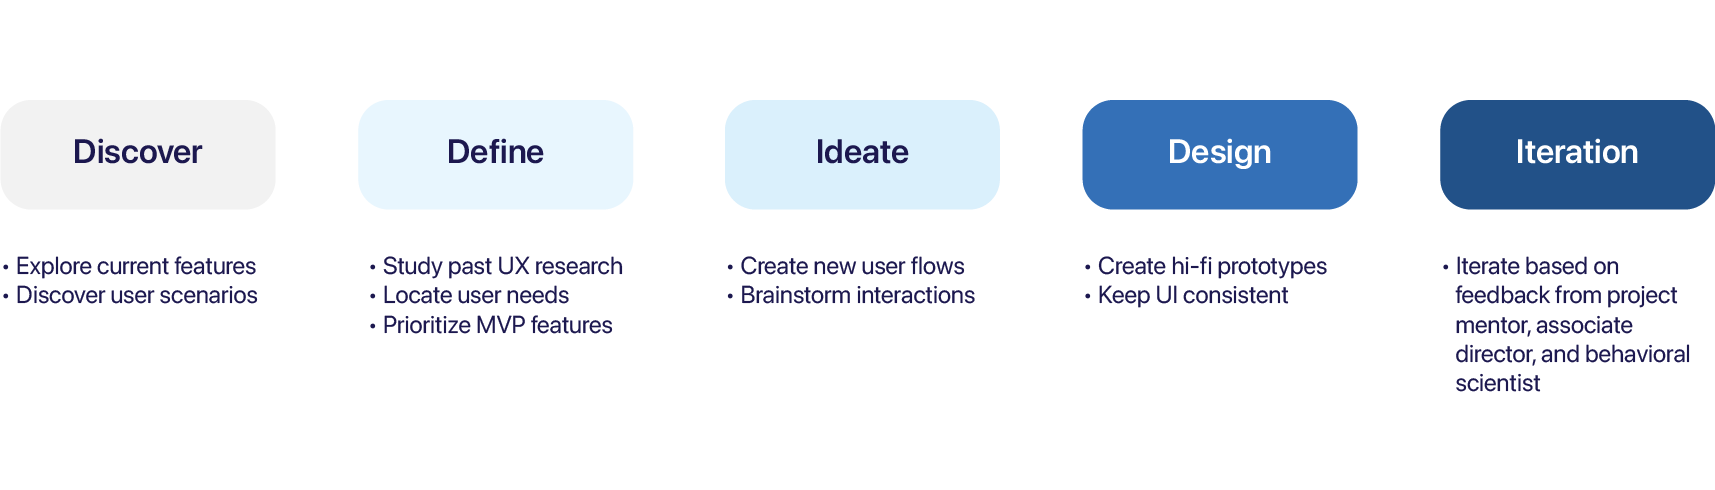 Discover
• Explore current features
• Discover user scenarios
Define
• Study past UX research
• Locate user needs
• Prioritize MVP features
Ideate
• Create new user flows
• Brainstorm interactions
Design
• Create hi-fi prototypes
• Keep UI consistent
Iteration
• Iterate based on
feedback from project
mentor, associate
director, and behavioral
scientist